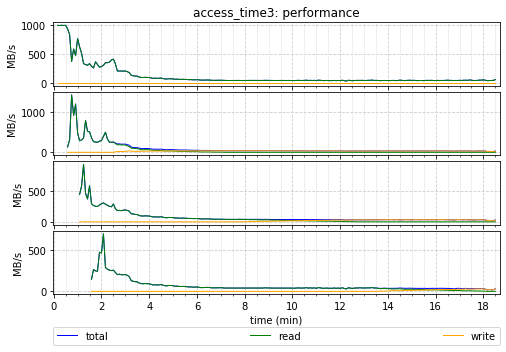 access_time3: performance
1000
500
0
MB/s
1000
0
MB/s
500
0
MB/s
500
0
MB/s
0 2 4 6 8 10 12 14 16 18
time (min)
total read write